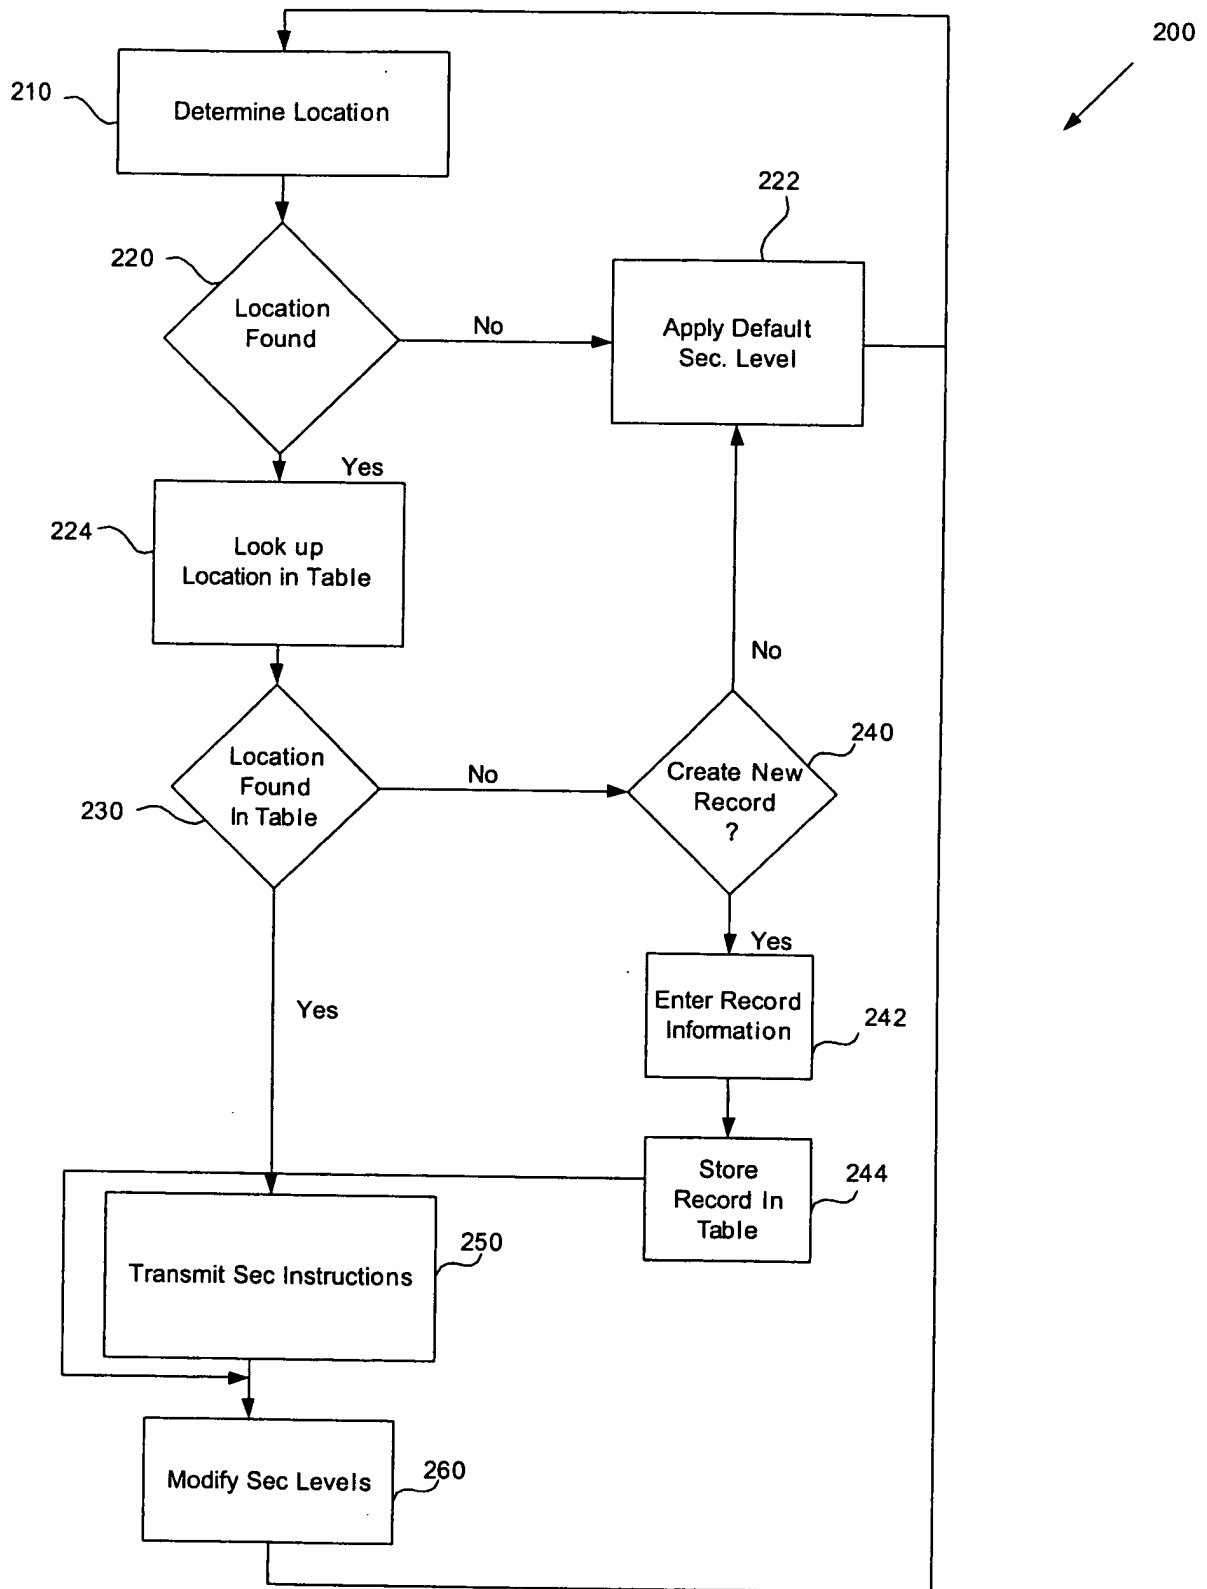 200
210
Determine Location
222
220
Location
Found
No
Apply Default
Sec. Level
Yes
224
Look up
Location in Table
No
240
Location
Found
In Table
No
Create New
Record
?
230
Yes
Enter Record
Information
242
Yes
Store
Record In
Table
244
250
Transmit Sec Instructions
260
Modify Sec Levels